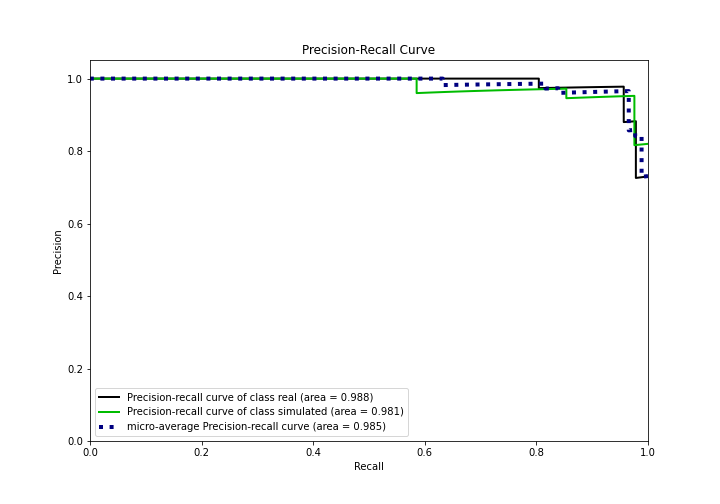 Precision-Recall Curve
1.0
0.8
0.6
0.4
0.2
0.0
Precision
Precision-recall curve of class real (area = 0.988)
Precision-recall curve of class simulated (area = 0.981)
micro-average Precision-recall curve (area = 0.985)
0.0 0.2 0.4 0.6 0.8 1.0
Recall